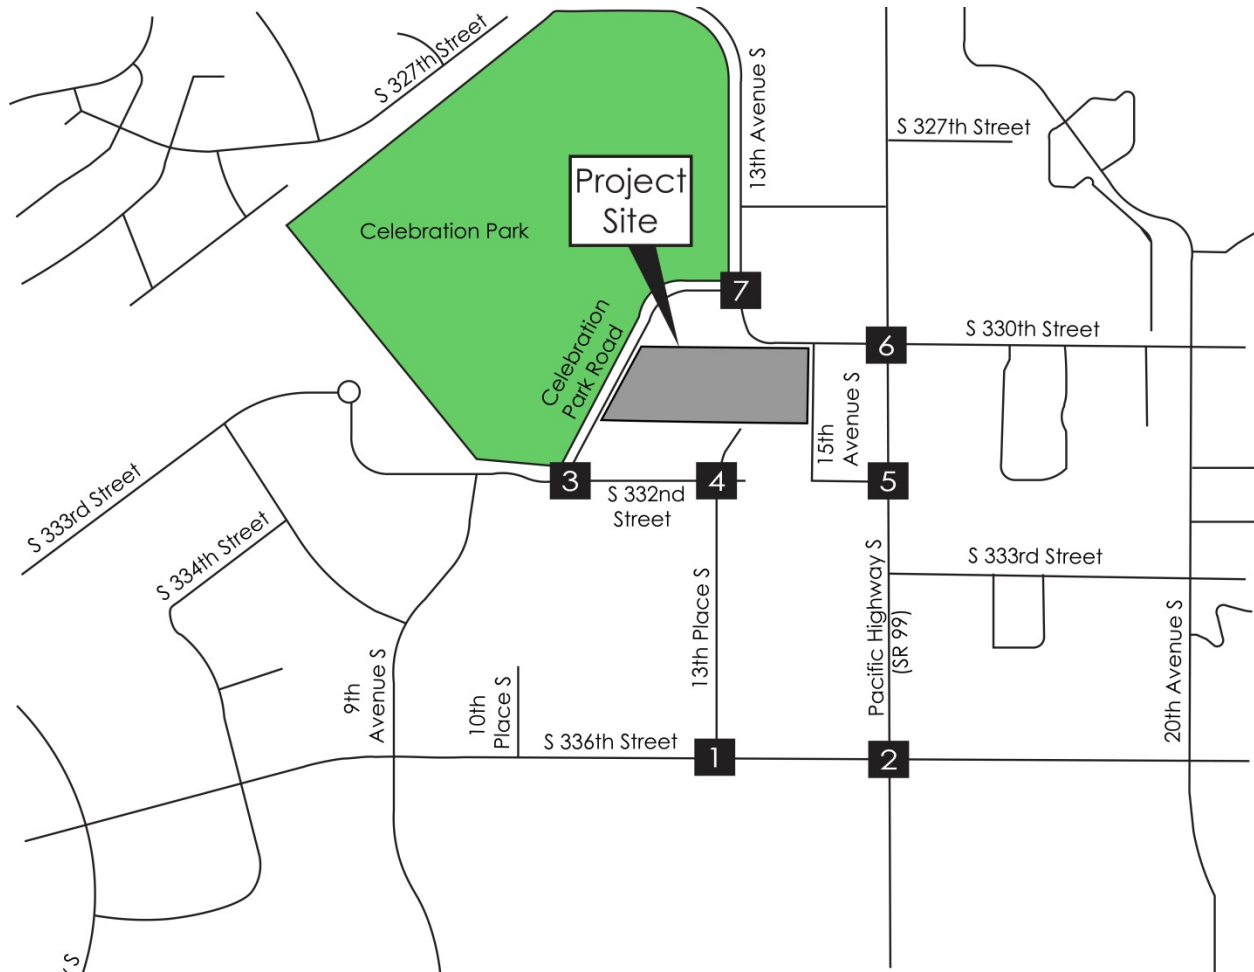 S 327th Street
13th Avenue S
S 327th Street
Project
Site
Celebration Park
7
Celebration
Park Road
S 330th Street
6
15th
Avenue S
S 333rd Street
3
4
5
S 332nd
Street
S 334th Street
S 333rd Street
Pacific Highway S
(SR 99)
13th Place S
20th Avenue S
9th
Avenue S
10th
Place S
S 336th Street
1
2